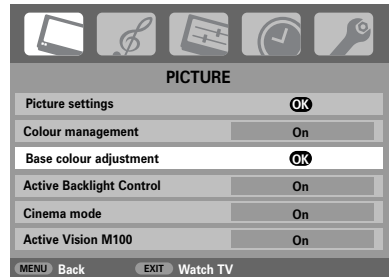 PICTURE
Picture settings OK
Colour management On
Base colour adjustment OK
Active Backlight Control On
Cinema mode On
Active Vision M100 On
MENU Back EXIT Watch TV